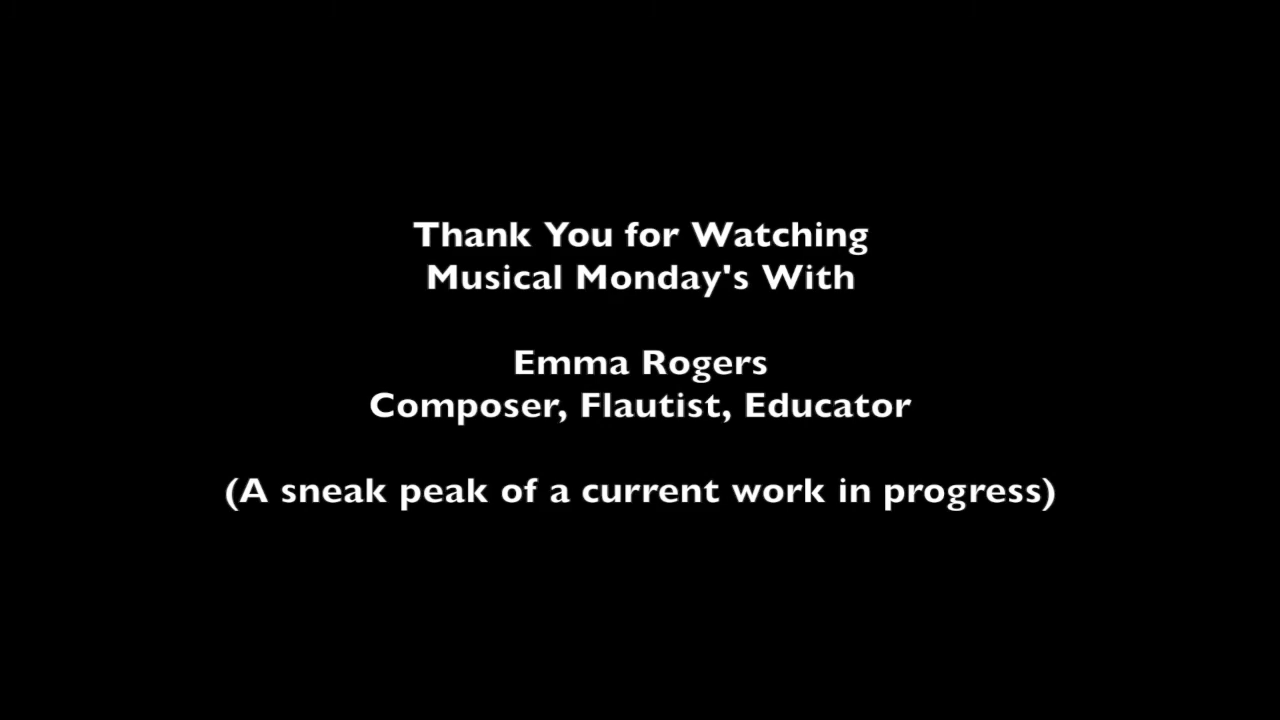 Thank You for Watching
Musical Monday's With
Emma Rogers
Composer, Flautist, Educator
(A sneak peak of a current work in progress)